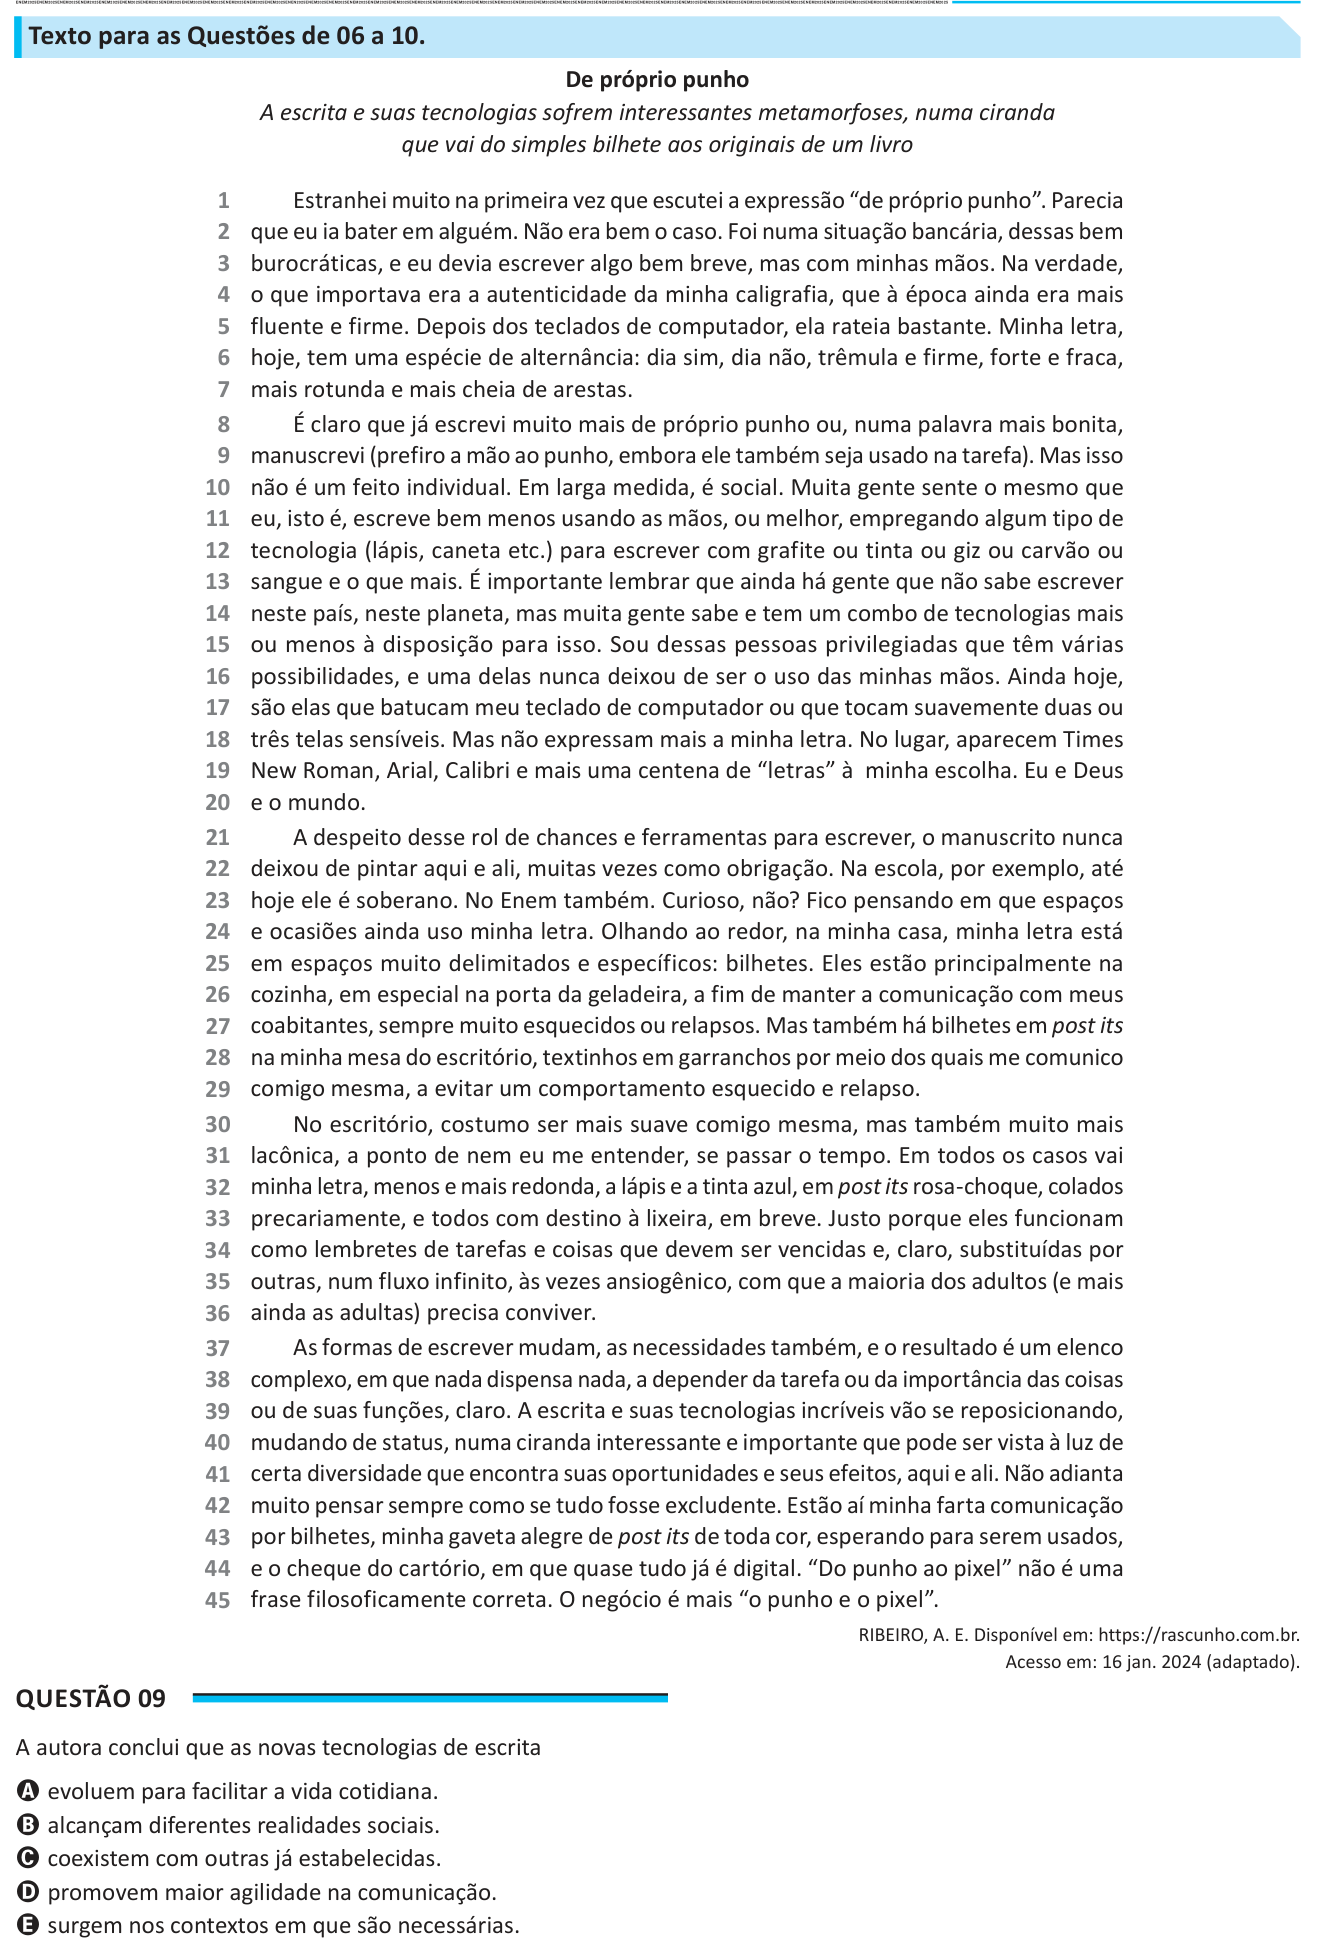 Texto para as Questões de 06 a 10.
De próprio punho
A escrita e suas tecnologias sofrem interessantes metamorfoses, numa ciranda
que vai do simples bilhete aos originais de um livro
1 Estranhei muito na primeira vez que escutei a expressão “de próprio punho”. Parecia
2 que eu ia bater em alguém. Não era bem o caso. Foi numa situação bancária, dessas bem
3 burocráticas, e eu devia escrever algo bem breve, mas com minhas mãos. Na verdade,
4 o que importava era a autenticidade da minha caligrafia, que à época ainda era mais
5 fluente e firme. Depois dos teclados de computador, ela rateia bastante. Minha letra,
6 hoje, tem uma espécie de alternância: dia sim, dia não, trêmula e firme, forte e fraca,
7 mais rotunda e mais cheia de arestas.
8 É claro que já escrevi muito mais de próprio punho ou, numa palavra mais bonita,
9 manuscrevi (prefiro a mão ao punho, embora ele também seja usado na tarefa). Mas isso
10 não é um feito individual. Em larga medida, é social. Muita gente sente o mesmo que
11 eu, isto é, escreve bem menos usando as mãos, ou melhor, empregando algum tipo de
12 tecnologia (lápis, caneta etc.) para escrever com grafite ou tinta ou giz ou carvão ou
13 sangue e o que mais. É importante lembrar que ainda há gente que não sabe escrever
14 neste país, neste planeta, mas muita gente sabe e tem um combo de tecnologias mais
15 ou menos à disposição para isso. Sou dessas pessoas privilegiadas que têm várias
16 possibilidades, e uma delas nunca deixou de ser o uso das minhas mãos. Ainda hoje,
17 são elas que batucam meu teclado de computador ou que tocam suavemente duas ou
18 três telas sensíveis. Mas não expressam mais a minha letra. No lugar, aparecem Times
19 New Roman, Arial, Calibri e mais uma centena de “letras” à minha escolha. Eu e Deus
20 e o mundo.
21 A despeito desse rol de chances e ferramentas para escrever, o manuscrito nunca
22 deixou de pintar aqui e ali, muitas vezes como obrigação. Na escola, por exemplo, até
23 hoje ele é soberano. No Enem também. Curioso, não? Fico pensando em que espaços
24 e ocasiões ainda uso minha letra. Olhando ao redor, na minha casa, minha letra está
25 em espaços muito delimitados e específicos: bilhetes. Eles estão principalmente na
26 cozinha, em especial na porta da geladeira, a fim de manter a comunicação com meus
27 coabitantes, sempre muito esquecidos ou relapsos. Mas também há bilhetes em post its
28 na minha mesa do escritório, textinhos em garranchos por meio dos quais me comunico
29 comigo mesma, a evitar um comportamento esquecido e relapso.
30 No escritório, costumo ser mais suave comigo mesma, mas também muito mais
31 lacônica, a ponto de nem eu me entender, se passar o tempo. Em todos os casos vai
32 minha letra, menos e mais redonda, a lápis e a tinta azul, em post its rosa-choque, colados
33 precariamente, e todos com destino à lixeira, em breve. Justo porque eles funcionam
34 como lembretes de tarefas e coisas que devem ser vencidas e, claro, substituídas por
35 outras, num fluxo infinito, às vezes ansiogênico, com que a maioria dos adultos (e mais
36 ainda as adultas) precisa conviver.
37 As formas de escrever mudam, as necessidades também, e o resultado é um elenco
38 complexo, em que nada dispensa nada, a depender da tarefa ou da importância das coisas
39 ou de suas funções, claro. A escrita e suas tecnologias incríveis vão se reposicionando,
40 mudando de status, numa ciranda interessante e importante que pode ser vista à luz de
41 certa diversidade que encontra suas oportunidades e seus efeitos, aqui e ali. Não adianta
42 muito pensar sempre como se tudo fosse excludente. Estão aí minha farta comunicação
43 por bilhetes, minha gaveta alegre de post its de toda cor, esperando para serem usados,
44 e o cheque do cartório, em que quase tudo já é digital. “Do punho ao pixel” não é uma
45 frase filosoficamente correta. O negócio é mais “o punho e o pixel”.
RIBEIRO, A. E. Disponível em: https://rascunho.com.br.
Acesso em: 16 jan. 2024 (adaptado).
QUESTÃO 09
A autora conclui que as novas tecnologias de escrita
A evoluem para facilitar a vida cotidiana.
B alcançam diferentes realidades sociais.
C coexistem com outras já estabelecidas.
D promovem maior agilidade na comunicação.
E surgem nos contextos em que são necessárias.